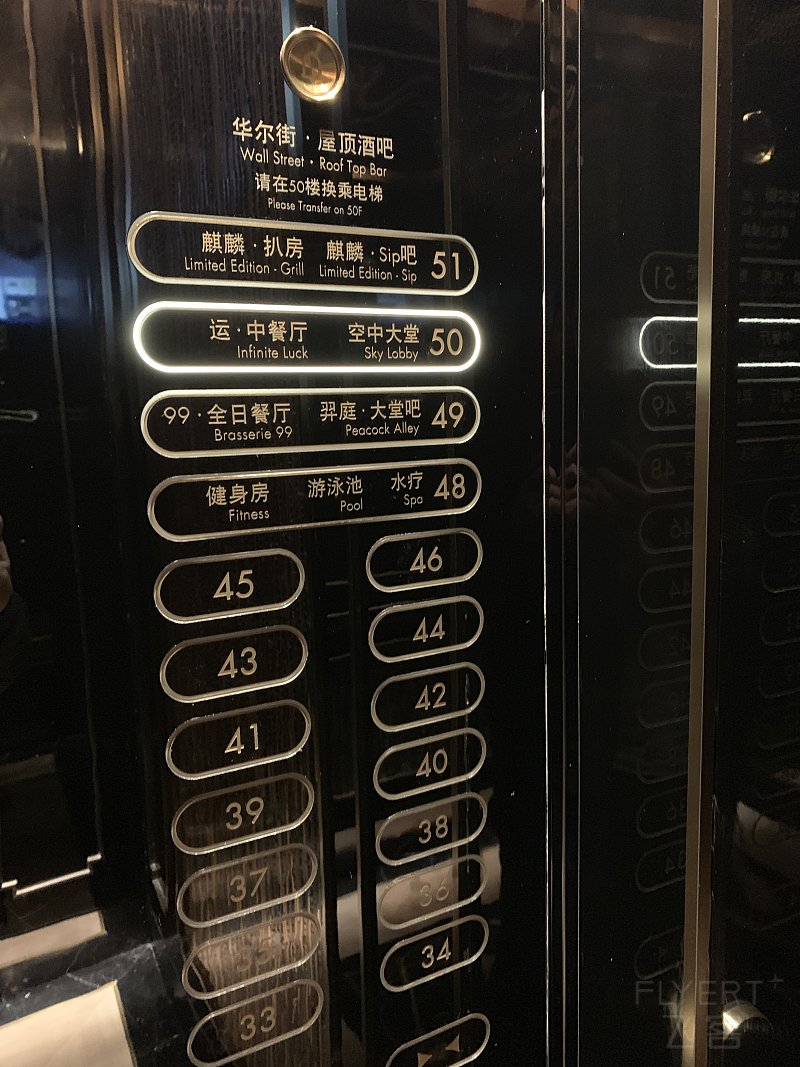 华尔街 · 屋顶酒吧
Wall Street · Roof Top Bar
请在50楼换乘电梯
Please Transfer on 50F
麒麟 · 扒房 麒麟 · Sip吧 51
Limited Edition - Grill Limited Edition - Sip
运 · 中餐厅 空中大堂 50
Infinite Luck Sky Lobby
99 · 全日餐厅 羿庭 · 大堂吧 49
Brasserie 99 Peacock Alley
健身房 游泳池 水疗 48
Fitness Pool Spa
45 46
43 44
41 42
39 40
37 38
35 36
33 34
FLYERT
飞客